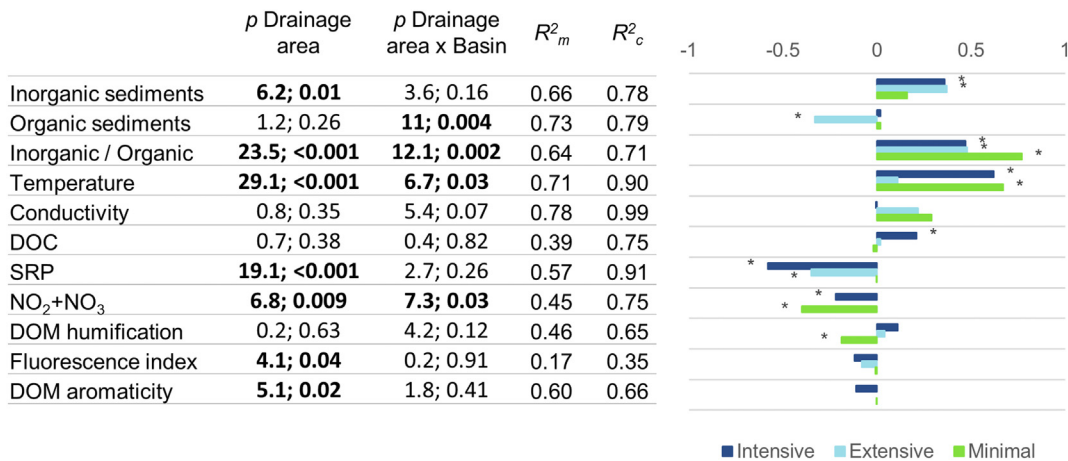 p Drainage area p Drainage area x Basin R²m R²c
-1 -0.5 0 0.5 1
Inorganic sediments 6.2; 0.01 3.6; 0.16 0.66 0.78 * *
Organic sediments 1.2; 0.26 11; 0.004 0.73 0.79 *
Inorganic / Organic 23.5; <0.001 12.1; 0.002 0.64 0.71 * * *
Temperature 29.1; <0.001 6.7; 0.03 0.71 0.90 * *
Conductivity 0.8; 0.35 5.4; 0.07 0.78 0.99
DOC 0.7; 0.38 0.4; 0.82 0.39 0.75 *
SRP 19.1; <0.001 2.7; 0.26 0.57 0.91 * *
NO₂+NO₃ 6.8; 0.009 7.3; 0.03 0.45 0.75 * *
DOM humification 0.2; 0.63 4.2; 0.12 0.46 0.65 *
Fluorescence index 4.1; 0.04 0.2; 0.91 0.17 0.35
DOM aromaticity 5.1; 0.02 1.8; 0.41 0.60 0.66
Intensive Extensive Minimal